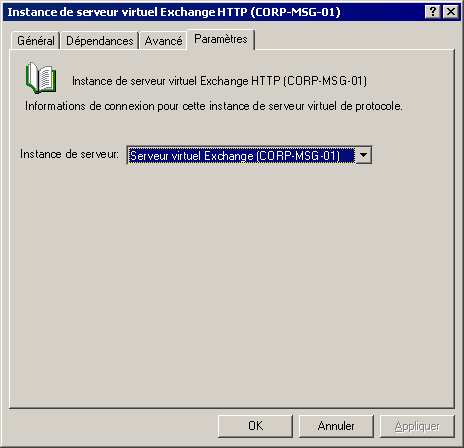 Instance de serveur virtuel Exchange HTTP (CORP-MSG-01)
Général Dépendances Avancé Paramètres
Instance de serveur virtuel Exchange HTTP (CORP-MSG-01)
Informations de connexion pour cette instance de serveur virtuel de protocole.
Instance de serveur: Serveur virtuel Exchange (CORP-MSG-01)
OK Annuler Appliquer